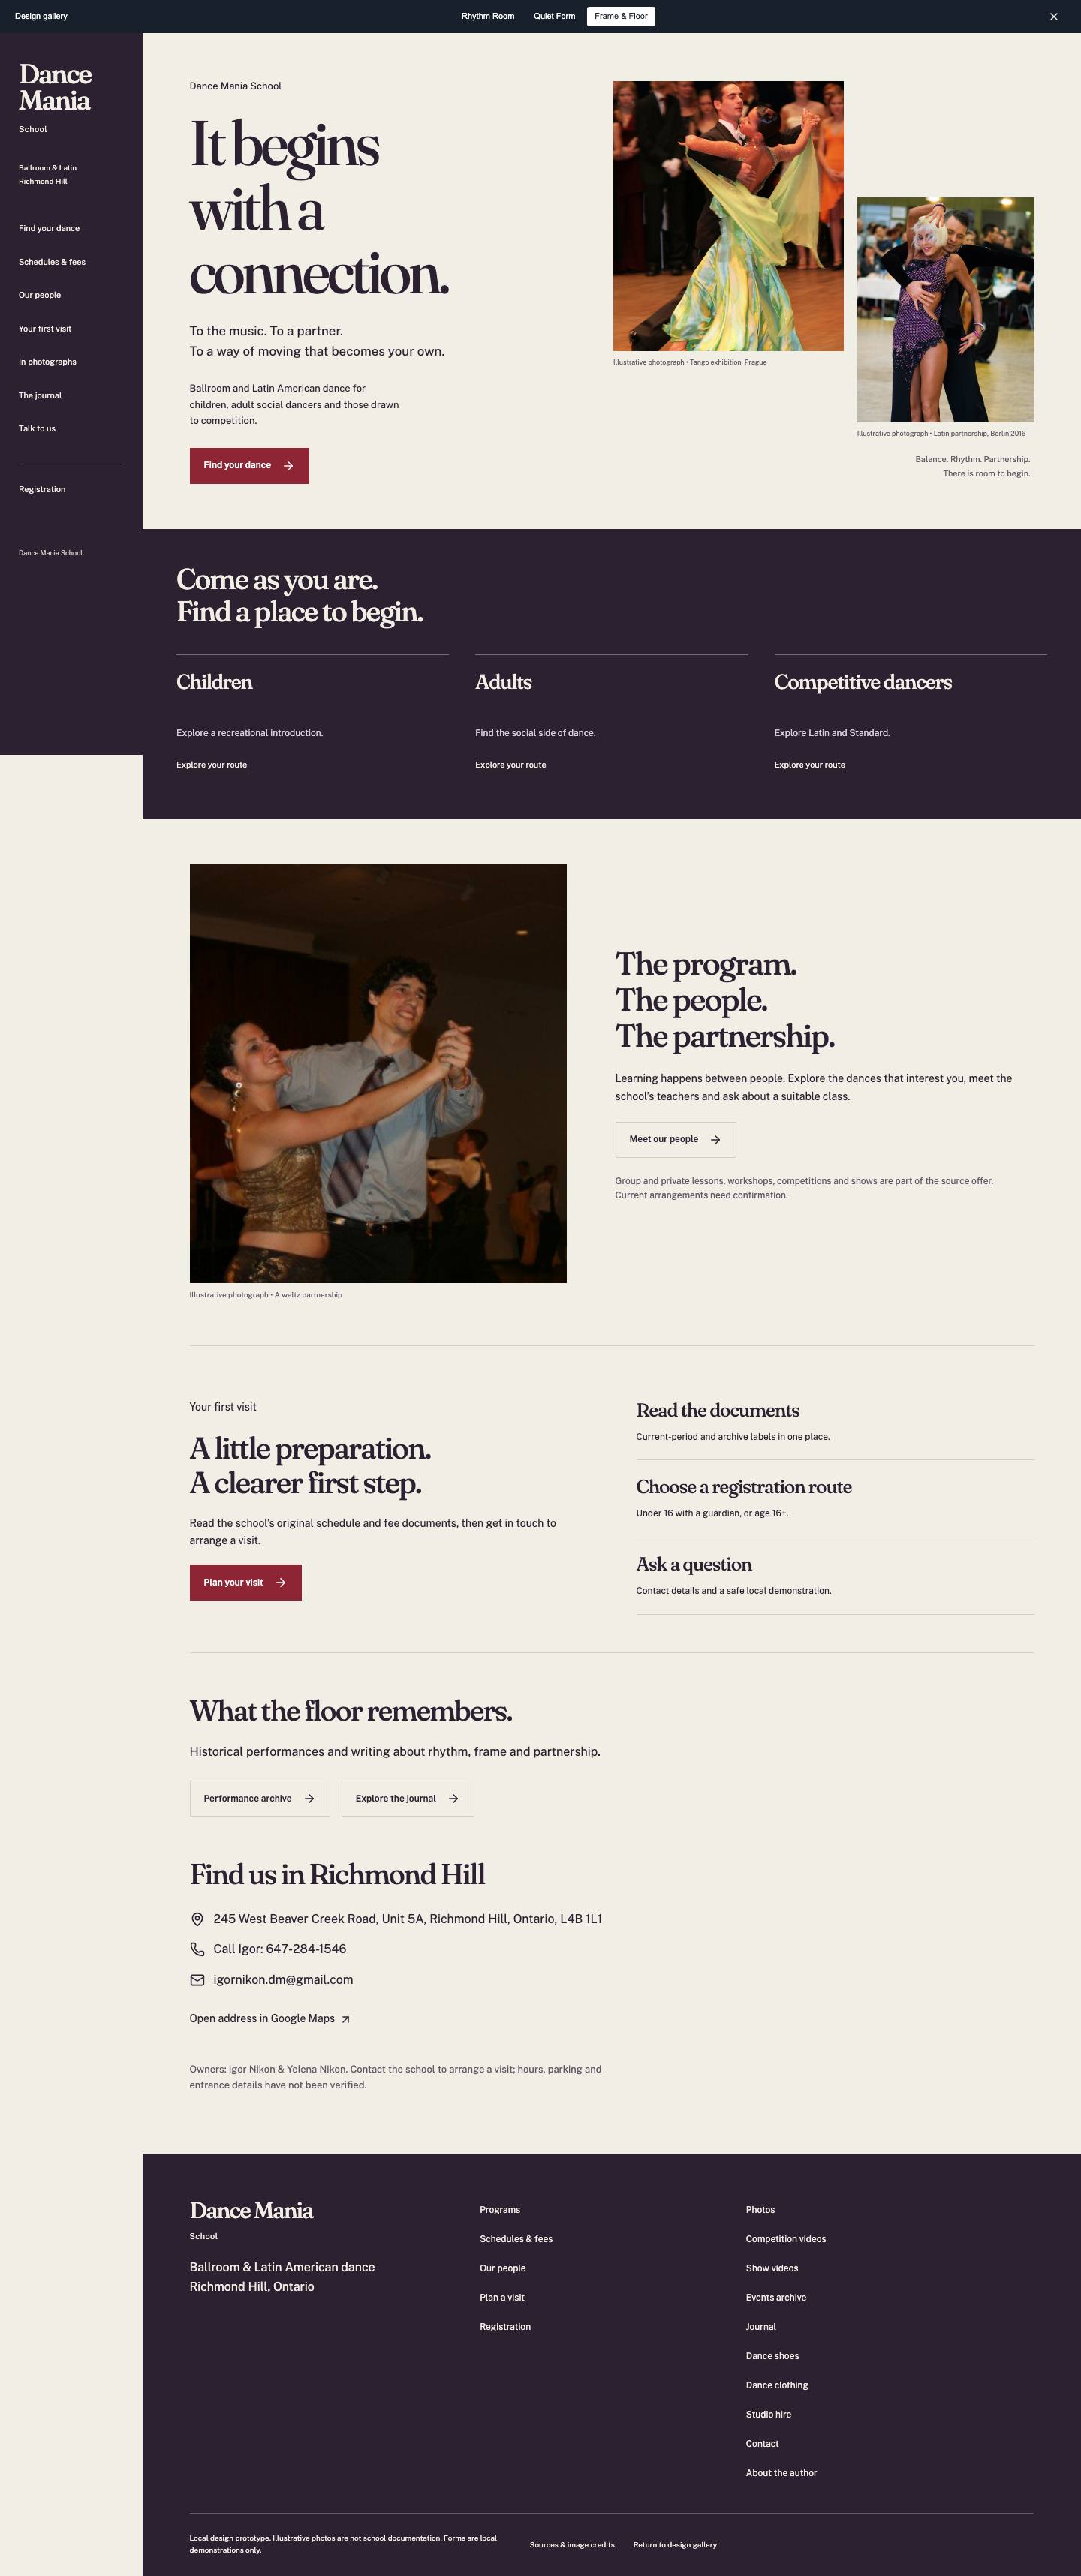 Design gallery
Rhythm Room
Quiet Form
Frame & Floor
Dance
Mania
School
Ballroom & Latin
Richmond Hill
Find your dance
Schedules & fees
Our people
Your first visit
In photographs
The journal
Talk to us
Registration
Dance Mania School
Dance Mania School
It begins
with a
connection.
To the music. To a partner.
To a way of moving that becomes your own.
Ballroom and Latin American dance for
children, adult social dancers and those drawn
to competition.
Find your dance
Illustrative photograph • Tango exhibition, Prague
Illustrative photograph • Latin partnership, Berlin 2016
Balance. Rhythm. Partnership.
There is room to begin.
Come as you are.
Find a place to begin.
Children
Explore a recreational introduction.
Explore your route
Adults
Find the social side of dance.
Explore your route
Competitive dancers
Explore Latin and Standard.
Explore your route
Illustrative photograph • A waltz partnership
The program.
The people.
The partnership.
Learning happens between people. Explore the dances that interest you, meet the
school’s teachers and ask about a suitable class.
Meet our people
Group and private lessons, workshops, competitions and shows are part of the source offer.
Current arrangements need confirmation.
Your first visit
A little preparation.
A clearer first step.
Read the school’s original schedule and fee documents, then get in touch to
arrange a visit.
Plan your visit
Read the documents
Current-period and archive labels in one place.
Choose a registration route
Under 16 with a guardian, or age 16+.
Ask a question
Contact details and a safe local demonstration.
What the floor remembers.
Historical performances and writing about rhythm, frame and partnership.
Performance archive
Explore the journal
Find us in Richmond Hill
245 West Beaver Creek Road, Unit 5A, Richmond Hill, Ontario, L4B 1L1
Call Igor: 647-284-1546
igornikon.dm@gmail.com
Open address in Google Maps
Owners: Igor Nikon & Yelena Nikon. Contact the school to arrange a visit; hours, parking and
entrance details have not been verified.
Dance Mania
School
Ballroom & Latin American dance
Richmond Hill, Ontario
Programs
Schedules & fees
Our people
Plan a visit
Registration
Photos
Competition videos
Show videos
Events archive
Journal
Dance shoes
Dance clothing
Studio hire
Contact
About the author
Local design prototype. Illustrative photos are not school documentation. Forms are local
demonstrations only.
Sources & image credits
Return to design gallery